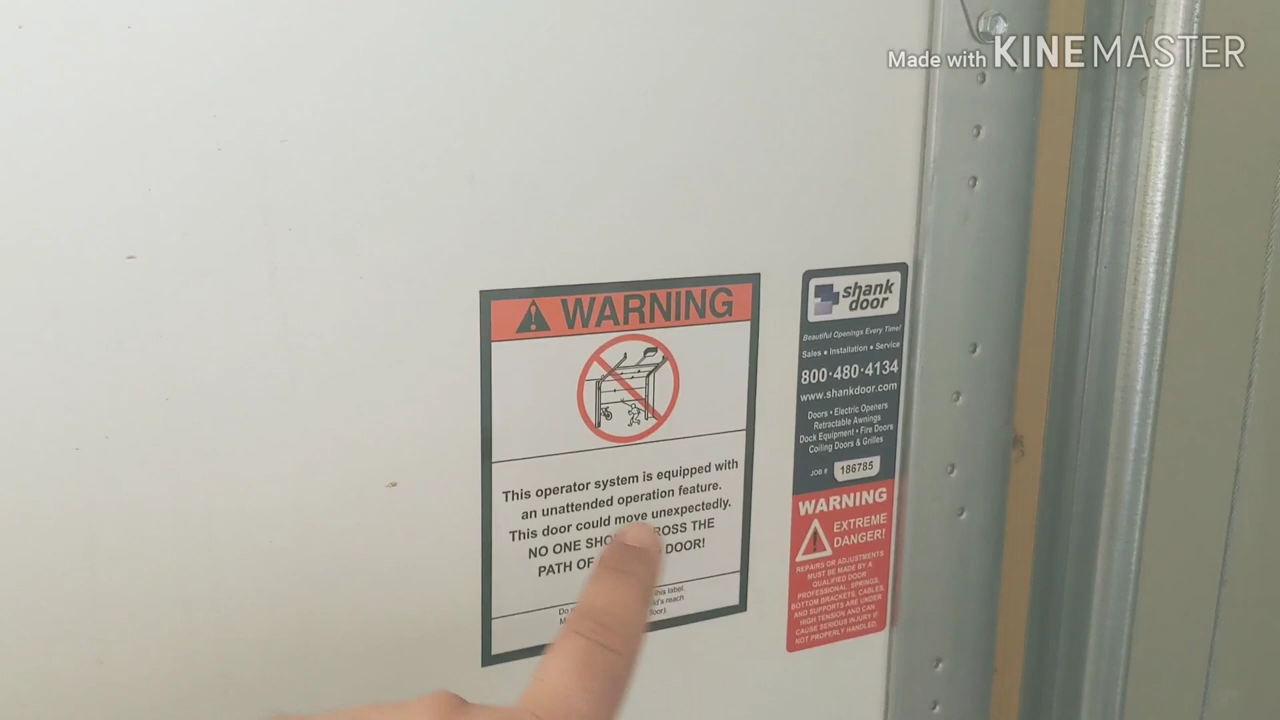 Made with KINEMASTER
WARNING
This operator system is equipped with
an unattended operation feature.
This door could move unexpectedly.
NO ONE THE
PATH OF DOOR!
this label.
Do reach
shank
door
Beautiful Openings Every Time!
Sales • Installation • Service
800·480·4134
www.shankdoor.com
Doors • Electric Openers
Retractable Awnings
Dock Equipment • Fire Doors
Coiling Doors & Grilles
JOB # 186785
WARNING
EXTREME
DANGER!
REPAIRS OR ADJUSTMENTS
MUST BE MADE BY A
QUALIFIED DOOR
PROFESSIONAL. SPRINGS,
BOTTOM BRACKETS, CABLES,
AND SUPPORTS ARE UNDER
HIGH TENSION AND CAN
CAUSE SERIOUS INJURY IF
NOT PROPERLY HANDLED.